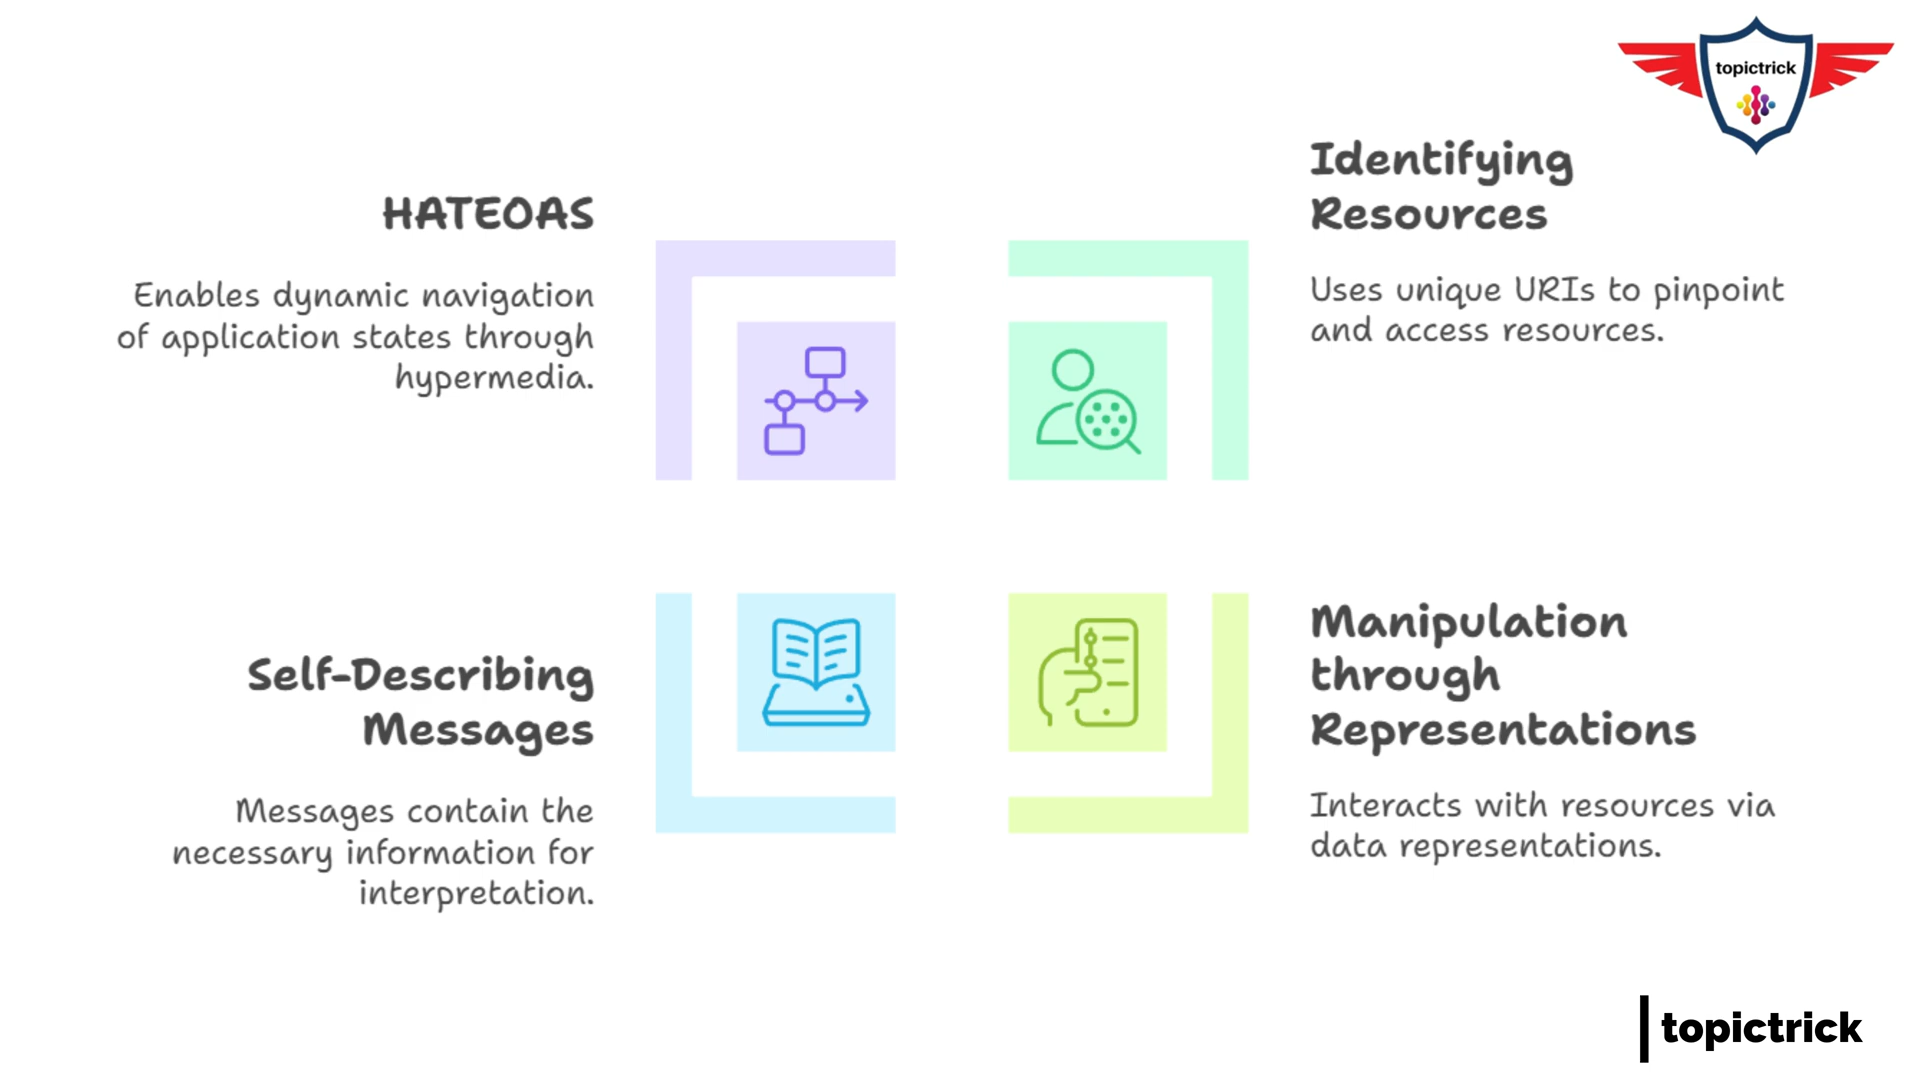 topictrick
HATEOAS
Enables dynamic navigation
of application states through
hypermedia.
Identifying
Resources
Uses unique URIs to pinpoint
and access resources.
Self-Describing
Messages
Messages contain the
necessary information for
interpretation.
Manipulation
through
Representations
Interacts with resources via
data representations.
topictrick